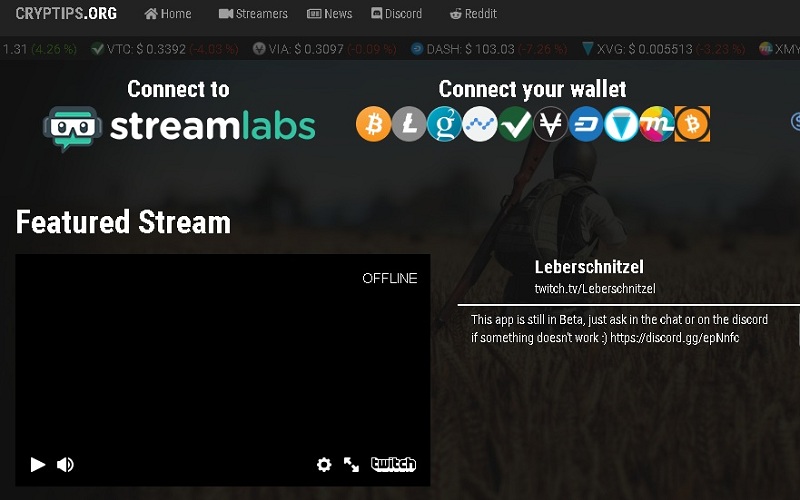 CRYPTIPS.ORG Home Streamers News Discord Reddit
1.31 (4.26 %) VTC: $ 0.3392 (-4.03 %) VIA: $ 0.3097 (-0.09 %) DASH: $ 103.03 (-7.26 %) XVG: $ 0.005513 (-3.23 %) XMY
Connect to
streamlabs
Connect your wallet
Featured Stream
OFFLINE
twitch
Leberschnitzel
twitch.tv/Leberschnitzel
This app is still in Beta, just ask in the chat or on the discord
if something doesn't work :) https://discord.gg/epNnfc